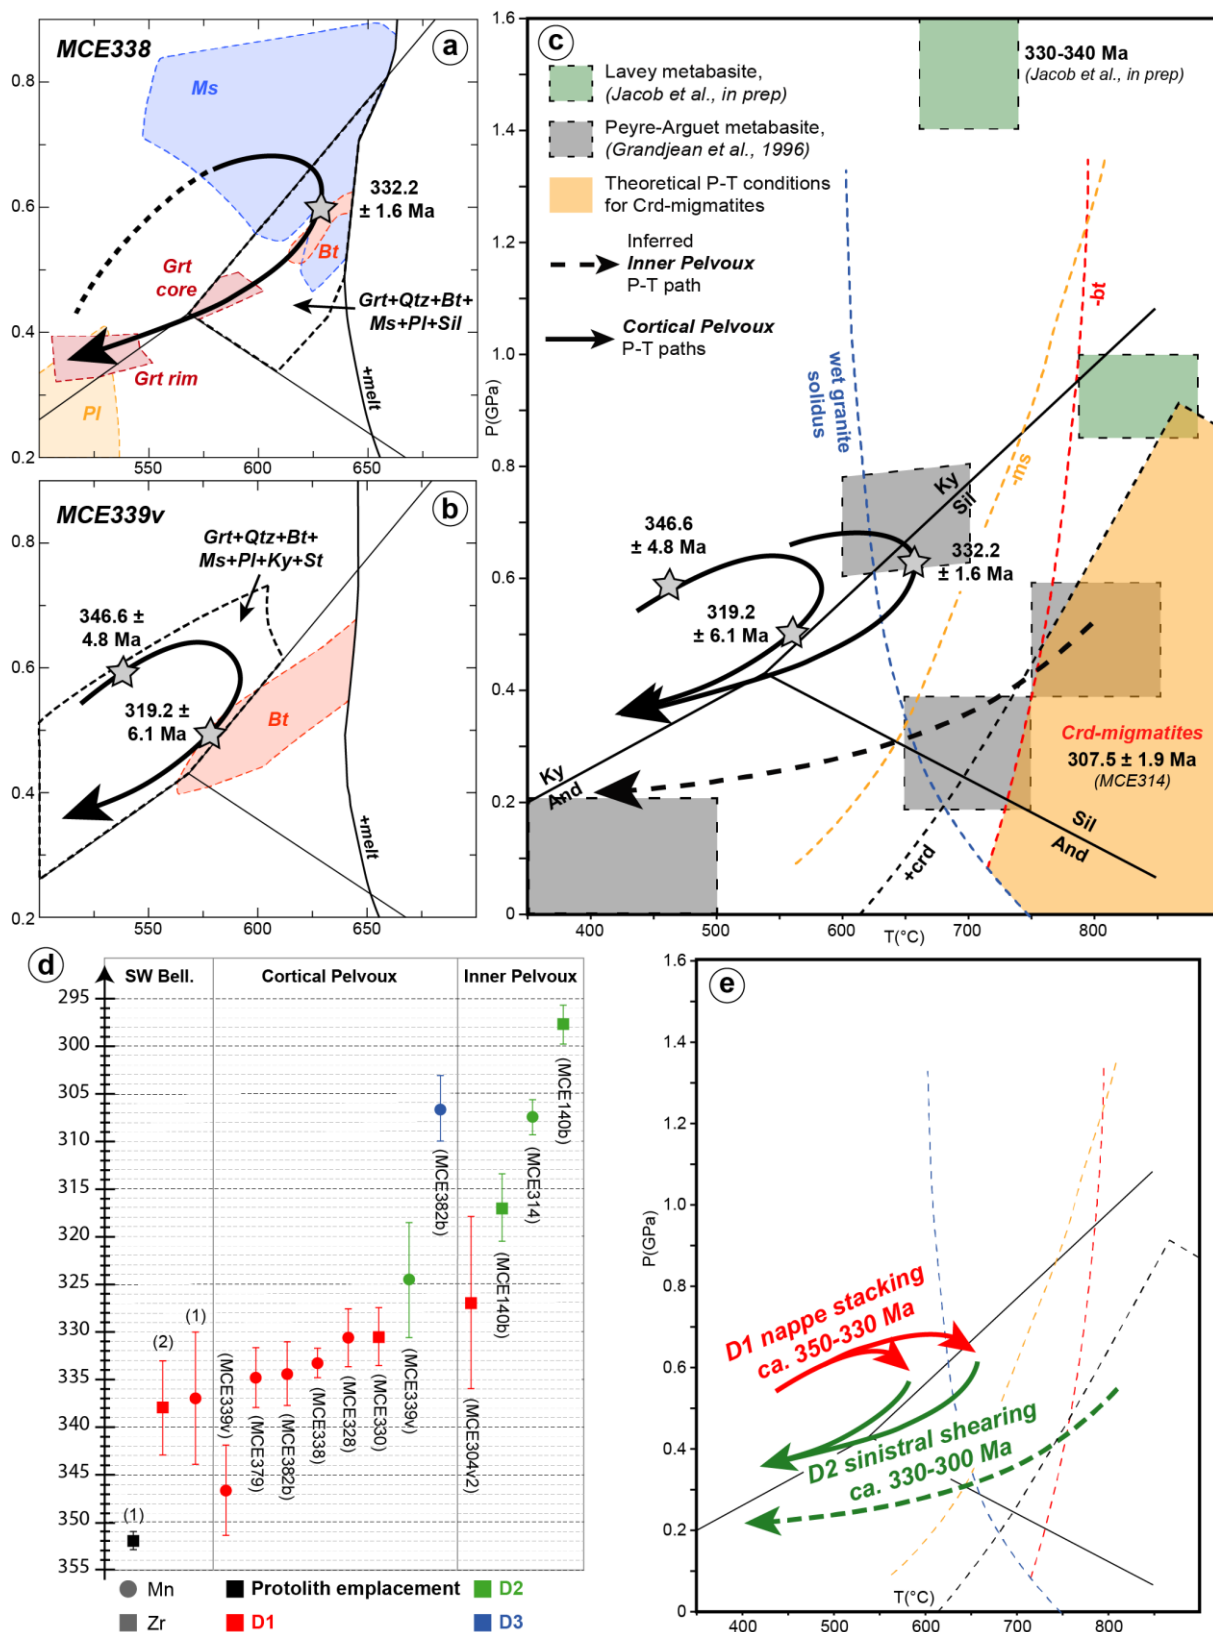 MCE338
a
Ms
332.2
± 1.6 Ma
Bt
Grt
core
Grt+Qtz+Bt+
Ms+Pl+Sil
Grt rim
Pl
+melt
0.8
0.6
0.4
0.2
550
600
650
MCE339v
b
Grt+Qtz+Bt+
Ms+Pl+Ky+St
346.6 ±
4.8 Ma
319.2 ±
6.1 Ma
Bt
+melt
0.8
0.6
0.4
0.2
550
600
650
c
Lavey metabasite,
(Jacob et al., in prep)
Peyre-Arguet metabasite,
(Grandjean et al., 1996)
Theoretical P-T conditions
for Crd-migmatites
Inferred
Inner Pelvoux
P-T path
Cortical Pelvoux
P-T paths
330-340 Ma
(Jacob et al., in prep)
wet granite
solidus
-ms
-bt
Ky
Sil
346.6
± 4.8 Ma
332.2
± 1.6 Ma
319.2
± 6.1 Ma
Crd-migmatites
307.5 ± 1.9 Ma
(MCE314)
Ky
And
Sil
And
+crd
P(GPa)
1.6
1.4
1.2
1.0
0.8
0.6
0.4
0.2
0
400
500
600
T(°C)
700
800
d
SW Bell.
Cortical Pelvoux
Inner Pelvoux
295
300
305
310
315
320
325
330
335
340
345
350
355
(1)
(2)
(1)
(MCE339v)
(MCE379)
(MCE382b)
(MCE338)
(MCE328)
(MCE330)
(MCE339v)
(MCE382b)
(MCE304v2)
(MCE140b)
(MCE314)
(MCE140b)
Mn
Zr
Protolith emplacement
D1
D2
D3
e
P(GPa)
1.6
1.4
1.2
1.0
0.8
0.6
0.4
0.2
0
D1 nappe stacking
ca. 350-330 Ma
D2 sinistral shearing
ca. 330-300 Ma
T(°C)
400
500
600
700
800